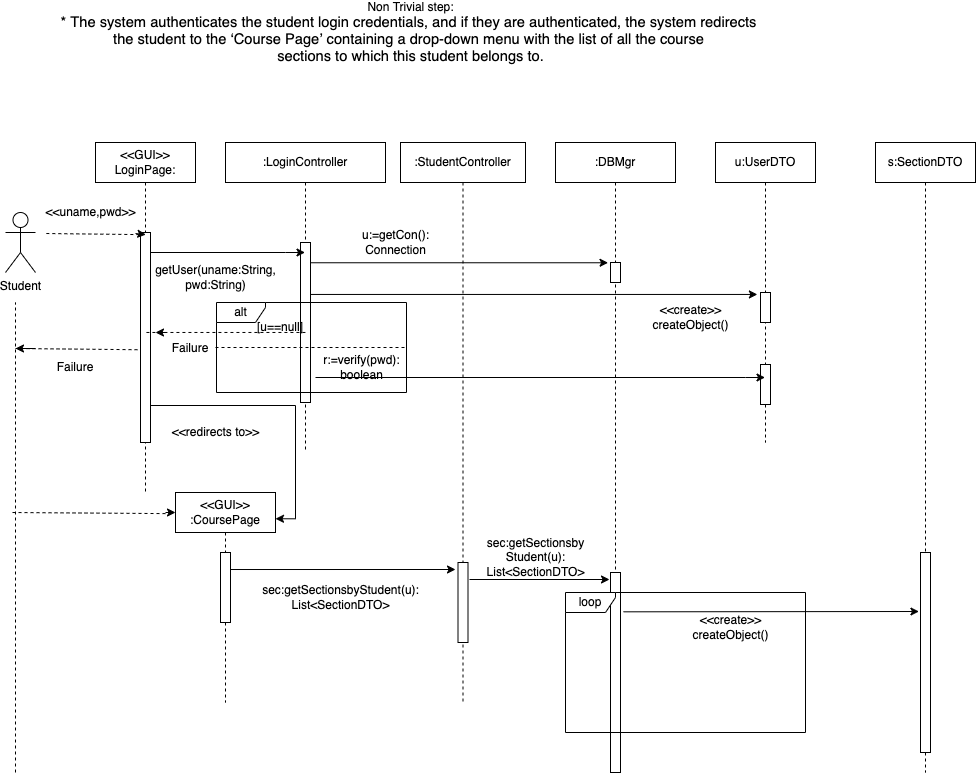 Non Trivial step:
* The system authenticates the student login credentials, and if they are authenticated, the system redirects
the student to the ‘Course Page’ containing a drop-down menu with the list of all the course
sections to which this student belongs to.
<<GUI>>
LoginPage:
:LoginController
:StudentController
:DBMgr
u:UserDTO
s:SectionDTO
<<uname,pwd>>
Student
getUser(uname:String,
pwd:String)
u:=getCon():
Connection
<<create>>
createObject()
alt
[u==null]
Failure
Failure
r:=verify(pwd):
boolean
<<redirects to>>
<<GUI>>
:CoursePage
sec:getSectionsbyStudent(u):
List<SectionDTO>
sec:getSectionsby
Student(u):
List<SectionDTO>
loop
<<create>>
createObject()